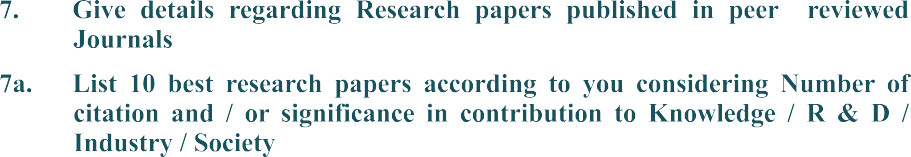 7. Give details regarding Research papers published in peer reviewed
Journals
7a. List 10 best research papers according to you considering Number of
citation and / or significance in contribution to Knowledge / R & D /
Industry / Society